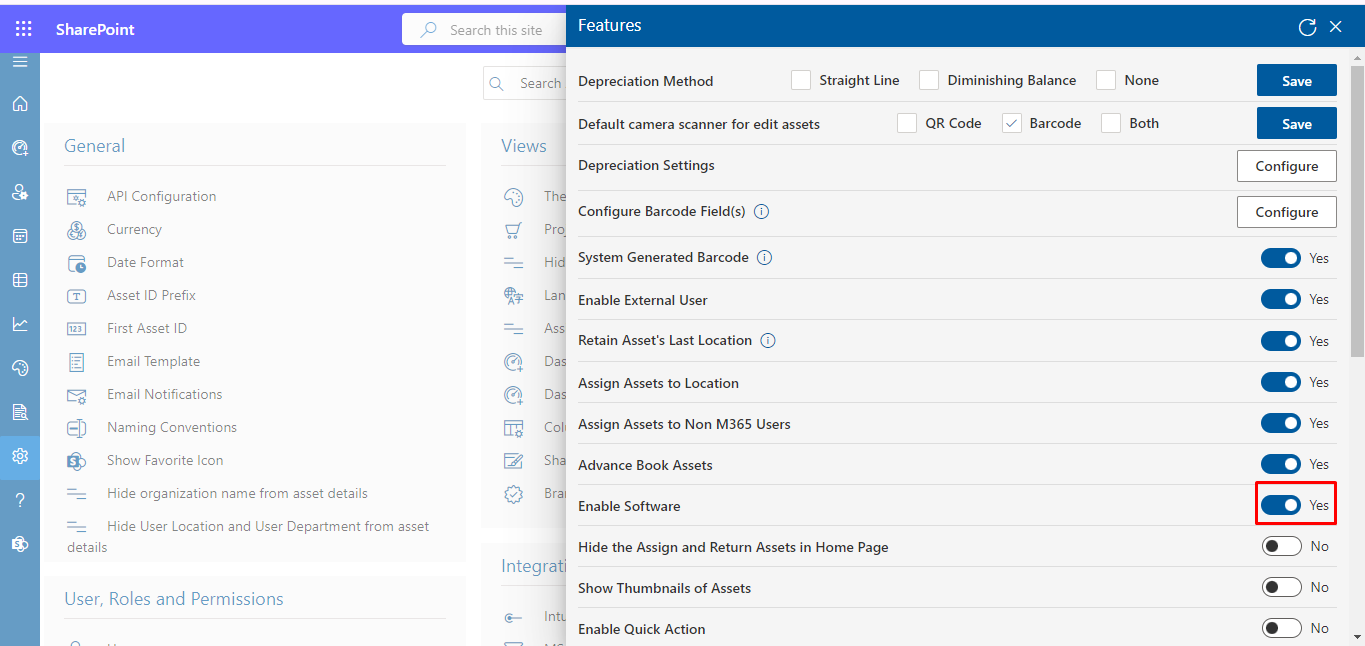 SharePoint
Search this site
Features
Search
General
API Configuration
Currency
Date Format
Asset ID Prefix
First Asset ID
Email Template
Email Notifications
Naming Conventions
Show Favorite Icon
Hide organization name from asset details
Hide User Location and User Department from asset
details
User, Roles and Permissions
Views
The
Proj
Hid
Lan
Ass
Das
Das
Col
Sha
Bran
Integrati
Intu
Depreciation Method
Straight Line
Diminishing Balance
None
Save
Default camera scanner for edit assets
QR Code
Barcode
Both
Save
Depreciation Settings
Configure
Configure Barcode Field(s)
Configure
System Generated Barcode
Yes
Enable External User
Yes
Retain Asset's Last Location
Yes
Assign Assets to Location
Yes
Assign Assets to Non M365 Users
Yes
Advance Book Assets
Yes
Enable Software
Yes
Hide the Assign and Return Assets in Home Page
No
Show Thumbnails of Assets
No
Enable Quick Action
No